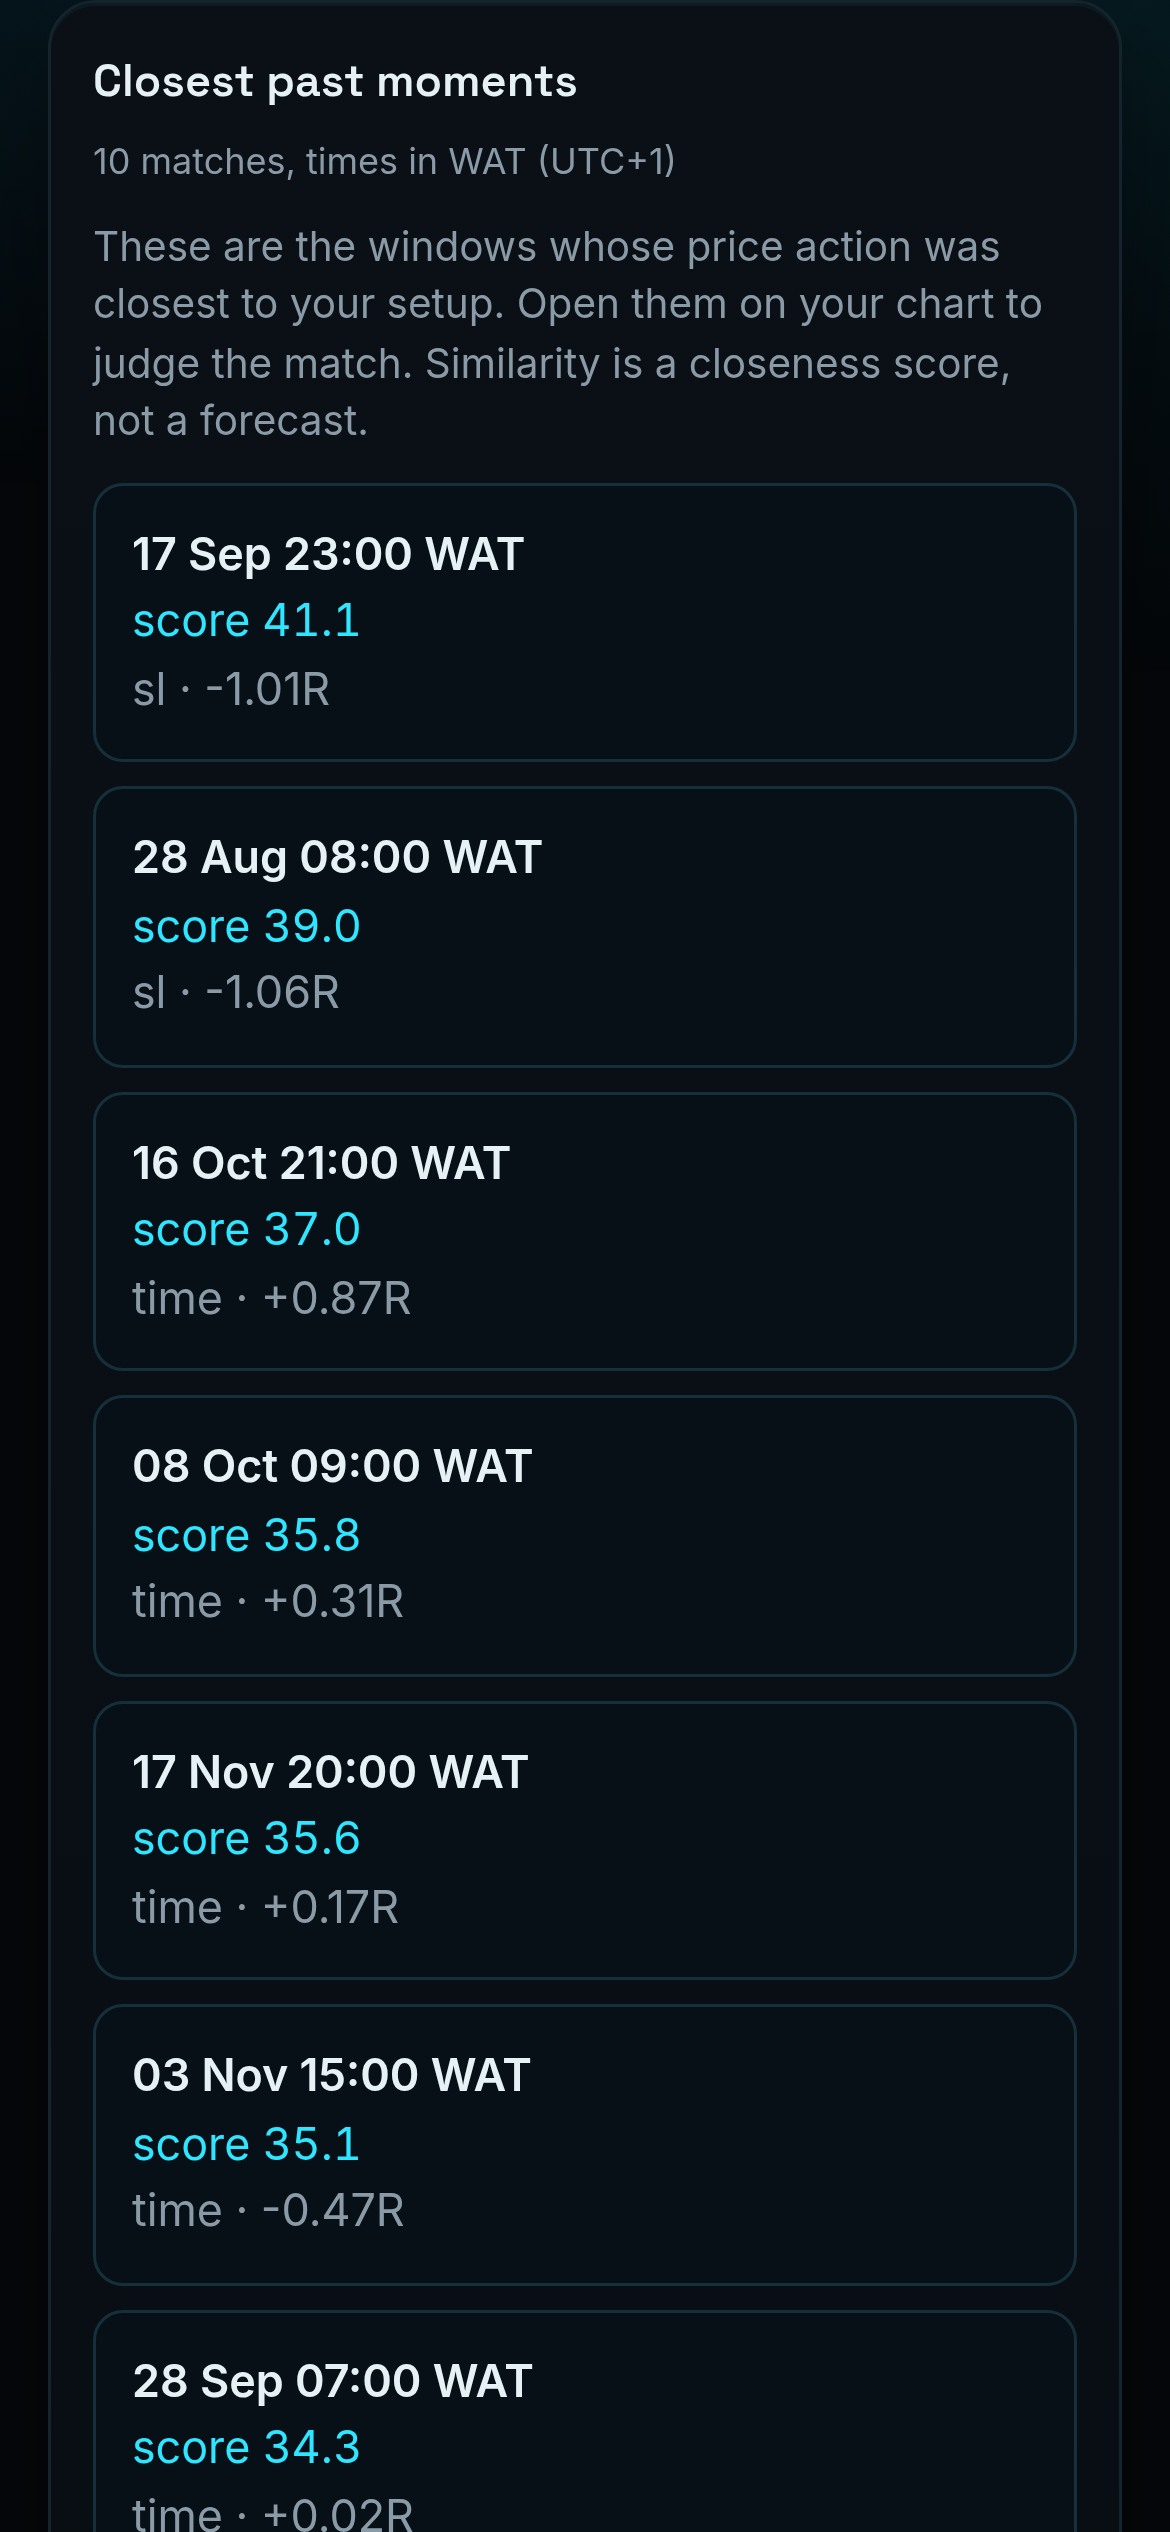 Closest past moments
10 matches, times in WAT (UTC+1)
These are the windows whose price action was
closest to your setup. Open them on your chart to
judge the match. Similarity is a closeness score,
not a forecast.
17 Sep 23:00 WAT
score 41.1
sl · -1.01R
28 Aug 08:00 WAT
score 39.0
sl · -1.06R
16 Oct 21:00 WAT
score 37.0
time · +0.87R
08 Oct 09:00 WAT
score 35.8
time · +0.31R
17 Nov 20:00 WAT
score 35.6
time · +0.17R
03 Nov 15:00 WAT
score 35.1
time · -0.47R
28 Sep 07:00 WAT
score 34.3
time · +0.02R